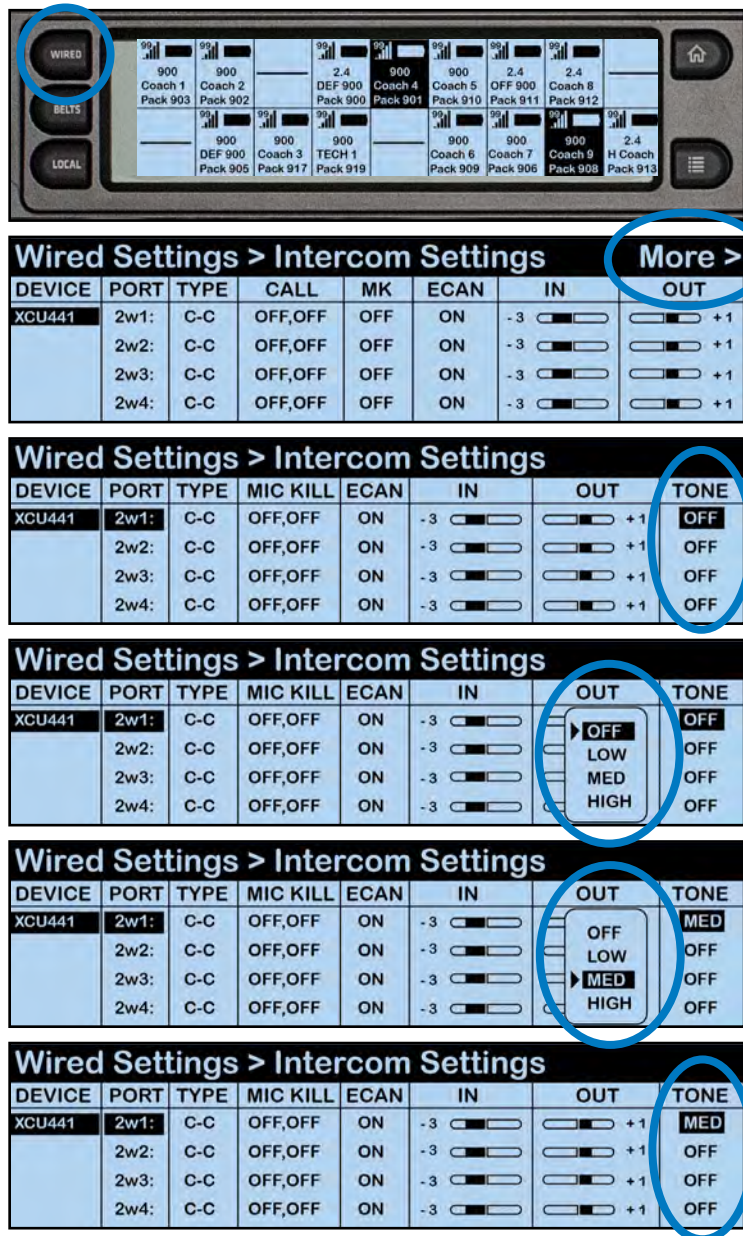 WIRED
BELTS
LOCAL
99 99 99 99 99 99 99
900 900 2.4 900 900 2.4 2.4
Coach 1 Coach 2 DEF 900 Coach 4 Coach 5 OFF 900 Coach 8
Pack 903 Pack 902 Pack 900 Pack 901 Pack 910 Pack 911 Pack 912
99 99 99 99 99 99 99
900 900 900 900 900 900 2.4
DEF 900 Coach 3 TECH 1 Coach 6 Coach 7 Coach 9 H Coach
Pack 905 Pack 917 Pack 919 Pack 909 Pack 906 Pack 908 Pack 913
Wired Settings > Intercom Settings More >
DEVICE PORT TYPE CALL MK ECAN IN OUT
XCU441 2w1: C-C OFF,OFF OFF ON - 3 + 1
2w2: C-C OFF,OFF OFF ON - 3 + 1
2w3: C-C OFF,OFF OFF ON - 3 + 1
2w4: C-C OFF,OFF OFF ON - 3 + 1
Wired Settings > Intercom Settings
DEVICE PORT TYPE MIC KILL ECAN IN OUT TONE
XCU441 2w1: C-C OFF,OFF ON - 3 + 1 OFF
2w2: C-C OFF,OFF ON - 3 + 1 OFF
2w3: C-C OFF,OFF ON - 3 + 1 OFF
2w4: C-C OFF,OFF ON - 3 + 1 OFF
Wired Settings > Intercom Settings
DEVICE PORT TYPE MIC KILL ECAN IN OUT TONE
XCU441 2w1: C-C OFF,OFF ON - 3 OFF OFF
2w2: C-C OFF,OFF ON - 3 LOW OFF
2w3: C-C OFF,OFF ON - 3 MED OFF
2w4: C-C OFF,OFF ON - 3 HIGH OFF
Wired Settings > Intercom Settings
DEVICE PORT TYPE MIC KILL ECAN IN OUT TONE
XCU441 2w1: C-C OFF,OFF ON - 3 OFF MED
2w2: C-C OFF,OFF ON - 3 LOW OFF
2w3: C-C OFF,OFF ON - 3 MED OFF
2w4: C-C OFF,OFF ON - 3 HIGH OFF
Wired Settings > Intercom Settings
DEVICE PORT TYPE MIC KILL ECAN IN OUT TONE
XCU441 2w1: C-C OFF,OFF ON - 3 + 1 MED
2w2: C-C OFF,OFF ON - 3 + 1 OFF
2w3: C-C OFF,OFF ON - 3 + 1 OFF
2w4: C-C OFF,OFF ON - 3 + 1 OFF